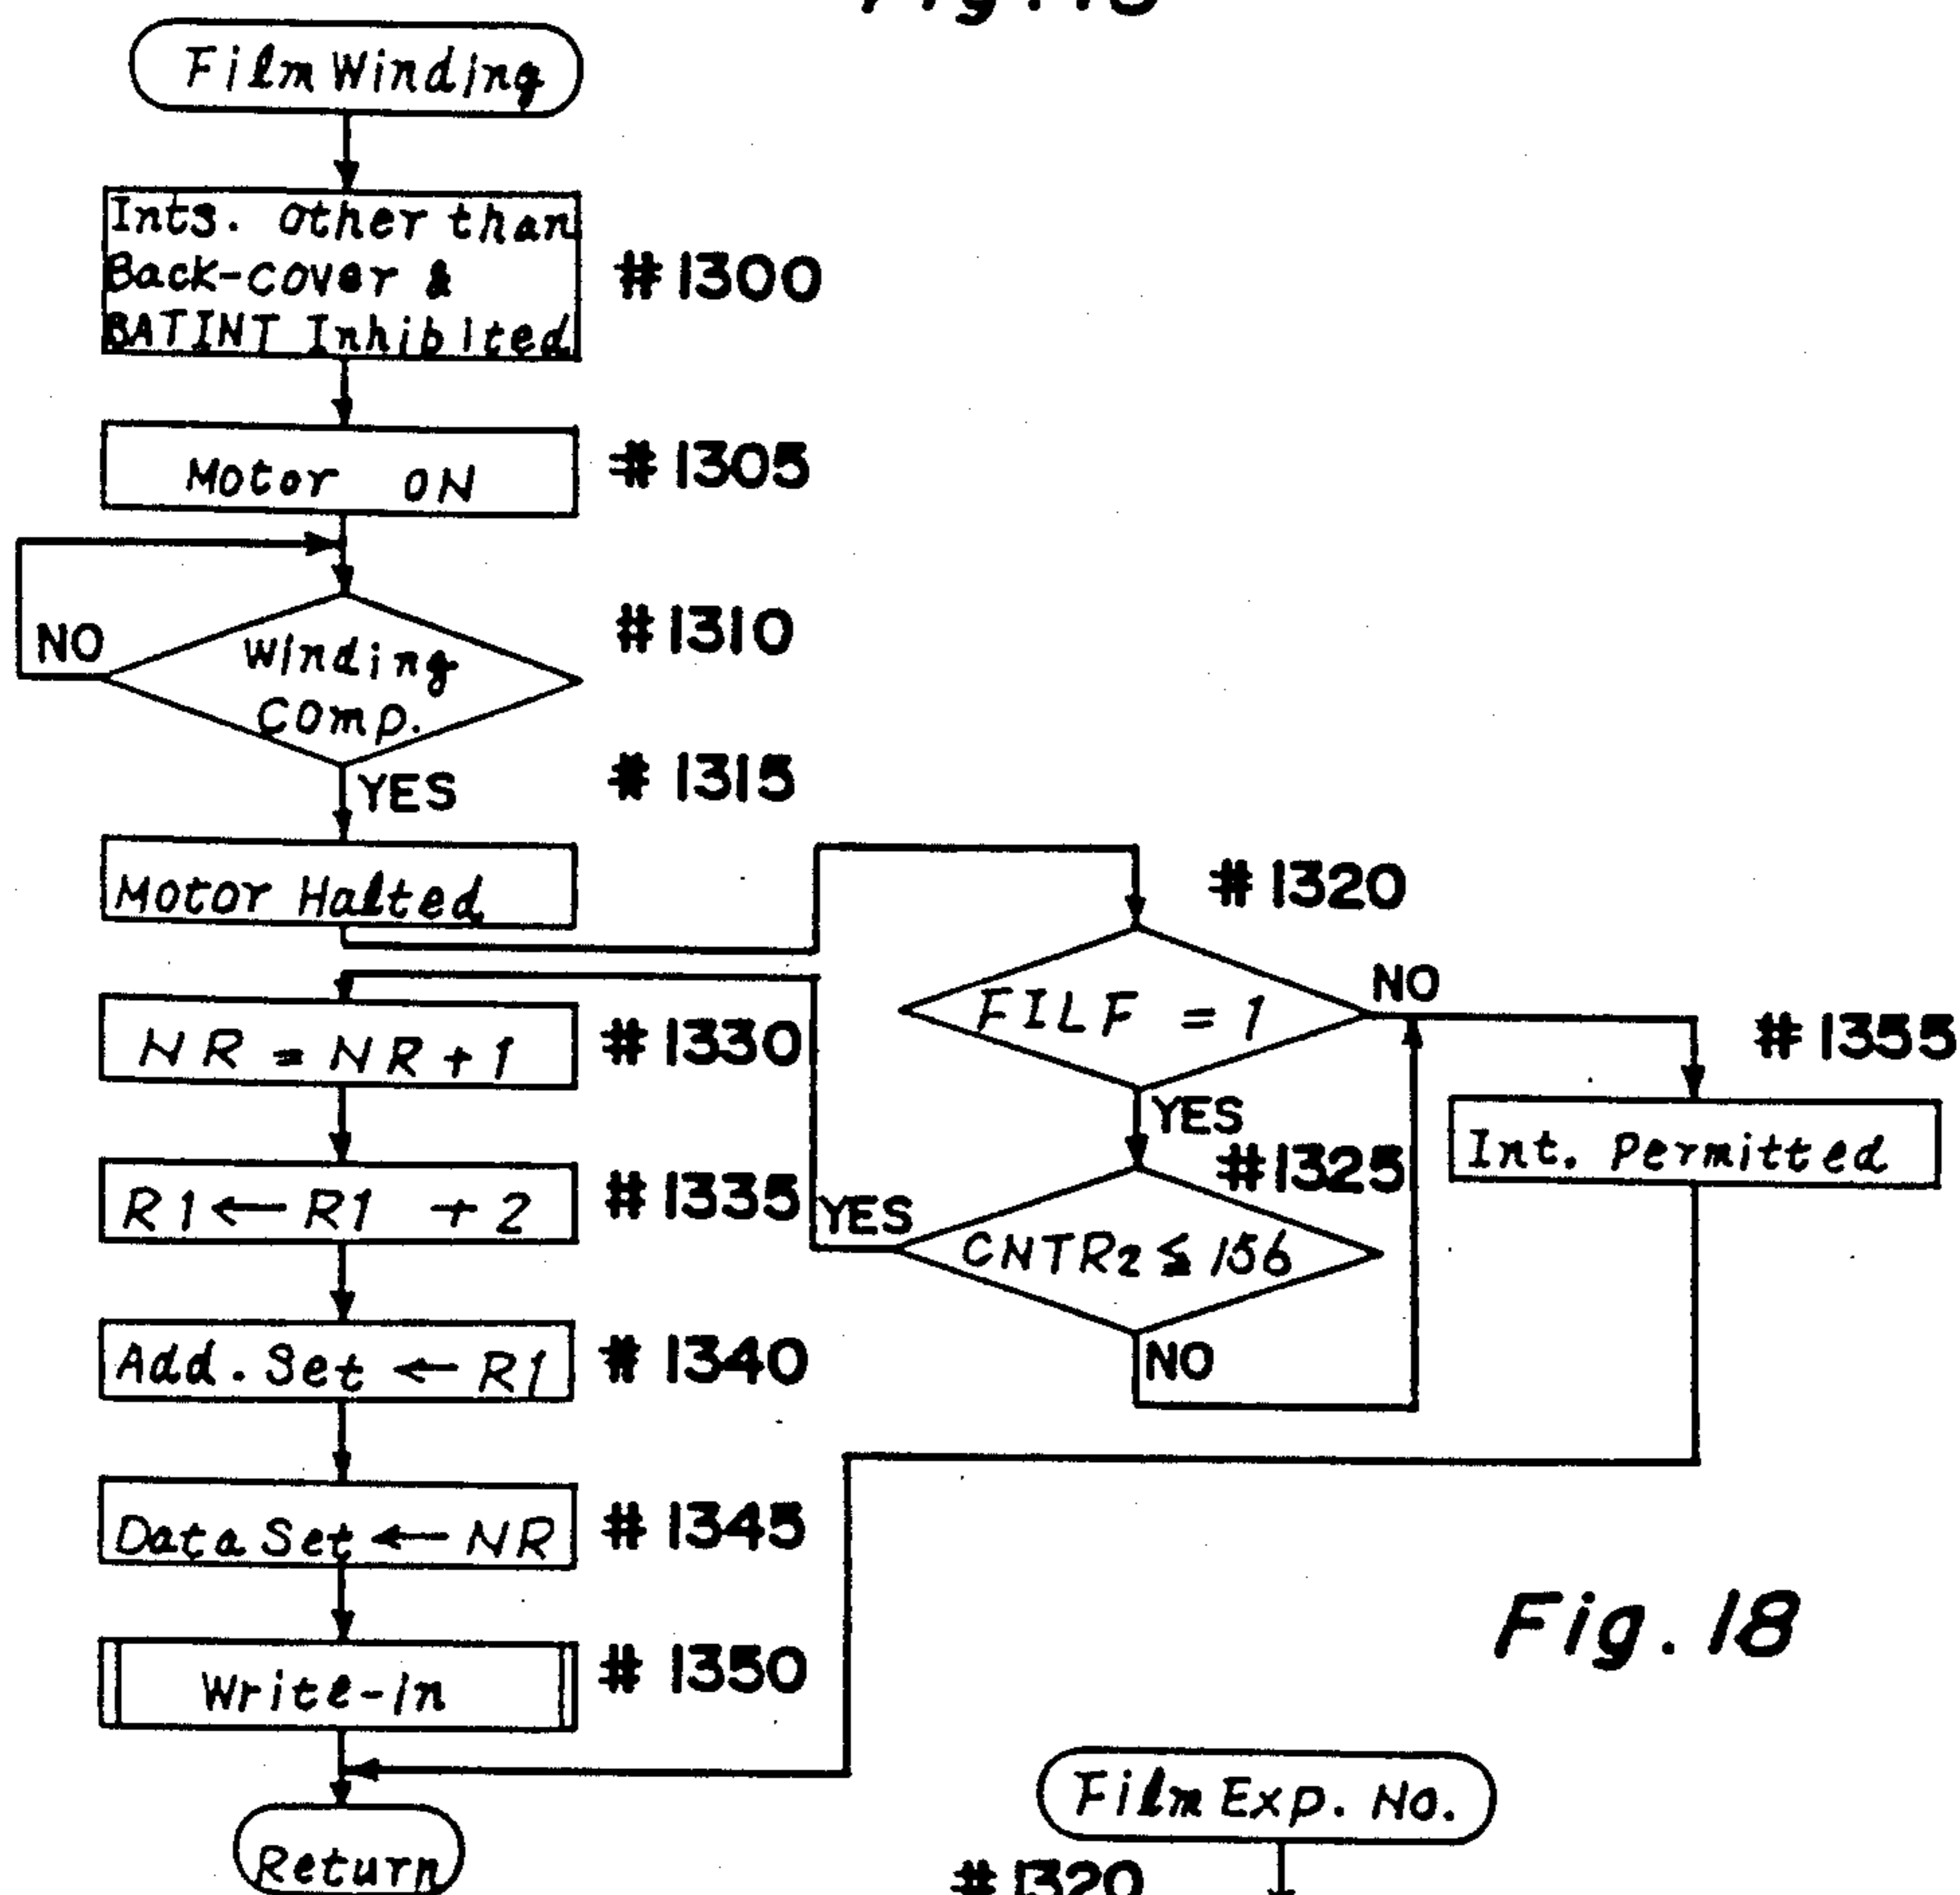 Film Winding
Ints. other than
Back-cover &
BATINT Inhibited
#1300
Motor ON
#1305
#1310
NO
Winding
Comp.
YES
#1315
Motor Halted
#1320
FILF = 1
NO
YES
#1355
Int. Permitted
#1325
CNTR2 ≦ 156
YES
NO
NR = NR + 1
#1330
R1 ← R1 + 2
#1335
Add. Set ← R1
#1340
Data Set ← NR
#1345
Write-In
#1350
Return
Fig. 18
Film Exp. No.
#1320